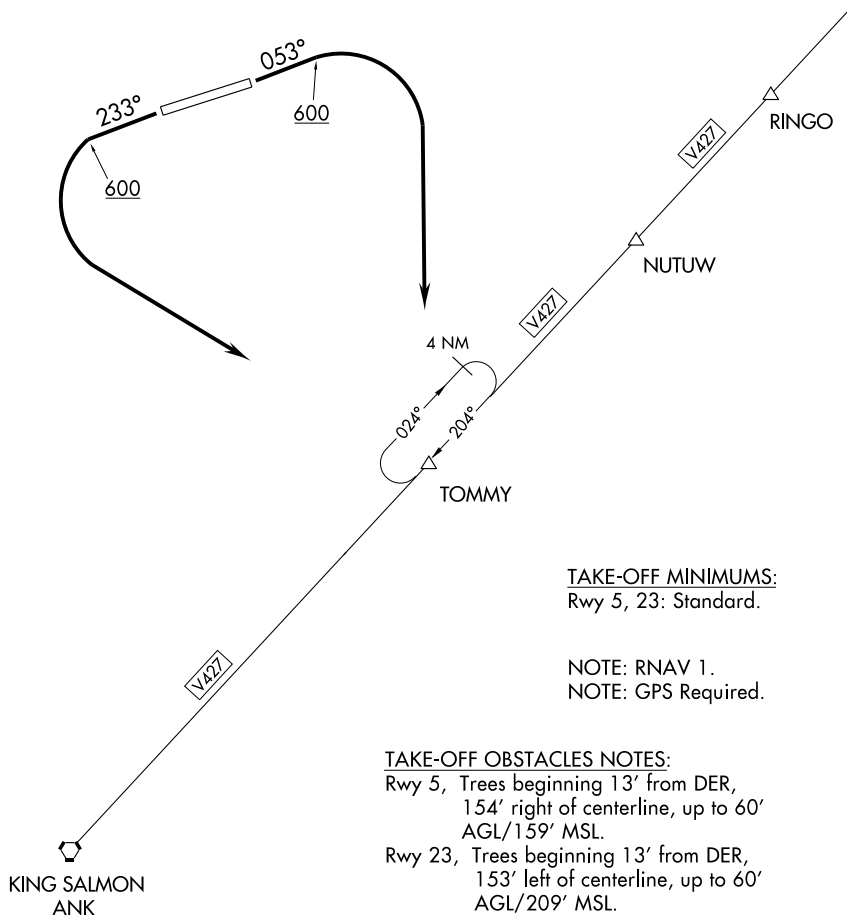 053°
233°
600
600
RINGO
V427
NUTUW
V427
4 NM
024°
204°
TOMMY
TAKE-OFF MINIMUMS:
Rwy 5, 23: Standard.
NOTE: RNAV 1.
NOTE: GPS Required.
V427
TAKE-OFF OBSTACLES NOTES:
Rwy 5, Trees beginning 13' from DER,
154' right of centerline, up to 60'
AGL/159' MSL.
Rwy 23, Trees beginning 13' from DER,
153' left of centerline, up to 60'
AGL/209' MSL.
KING SALMON
ANK